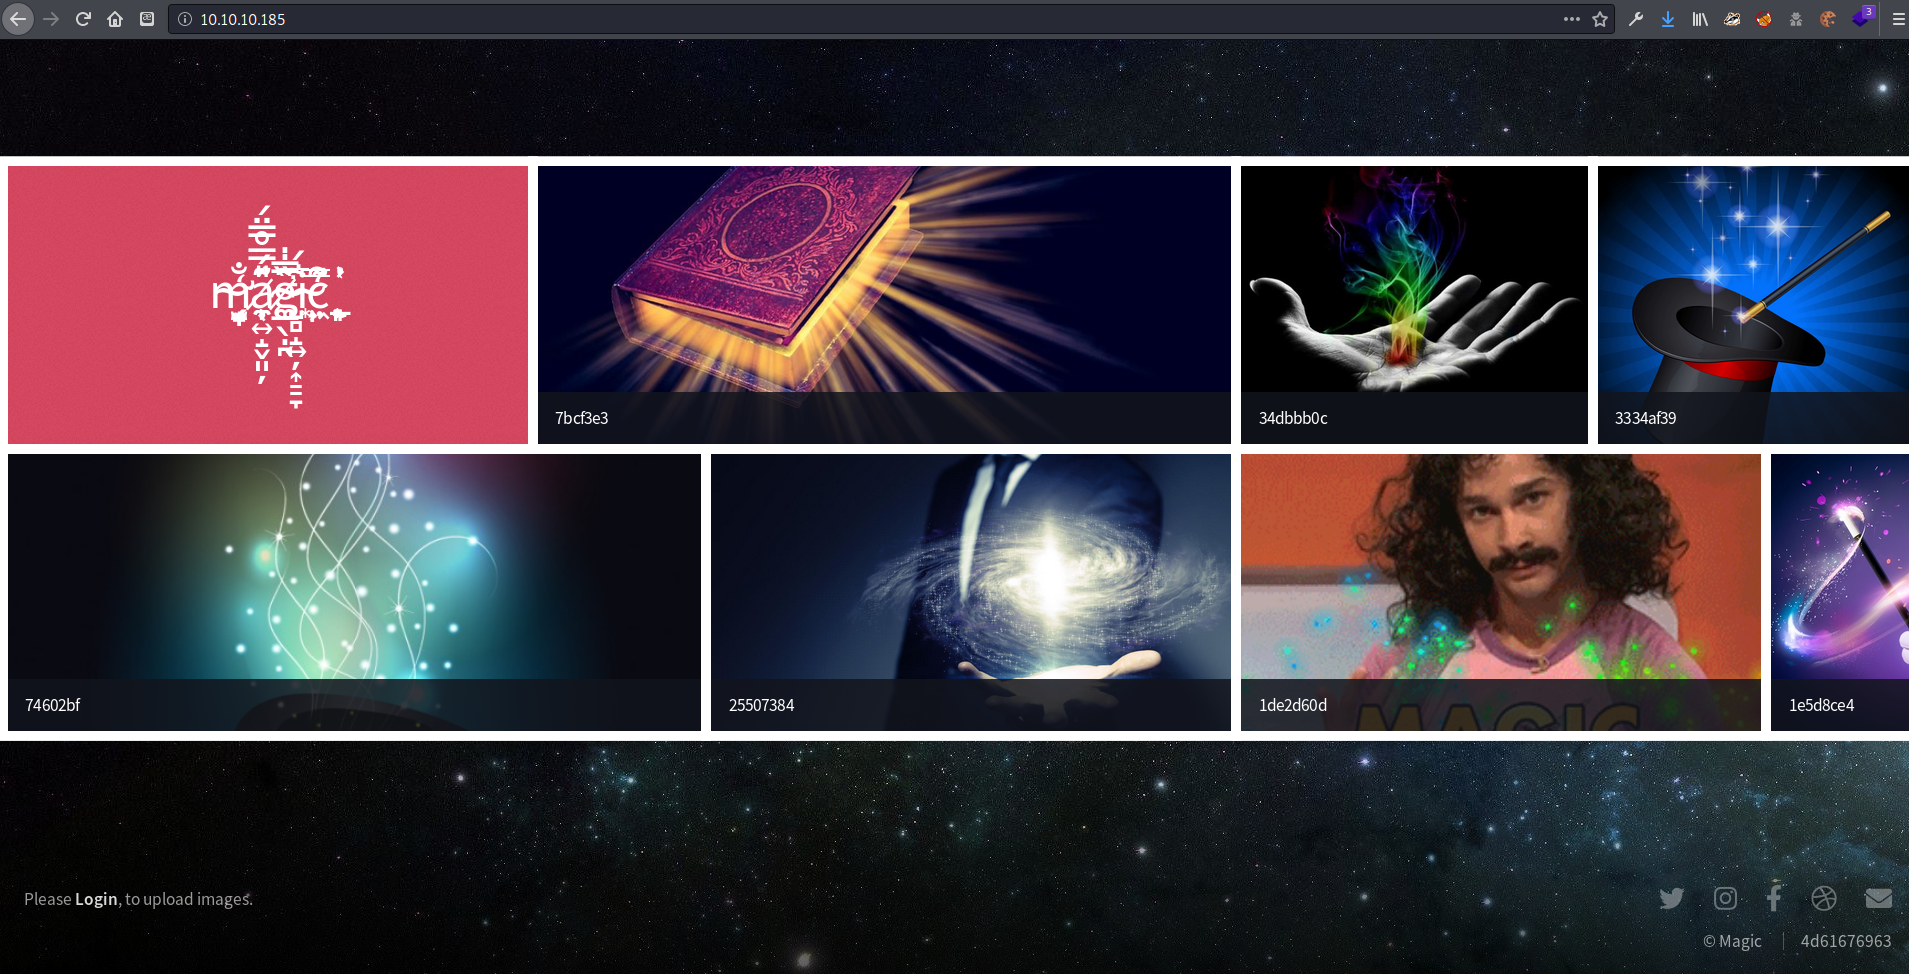 10.10.10.185
3
magic
7bcf3e3
34dbbb0c
3334af39
74602bf
25507384
1de2d60d
MAGIC
1e5d8ce4
Please Login, to upload images.
© Magic
4d61676963